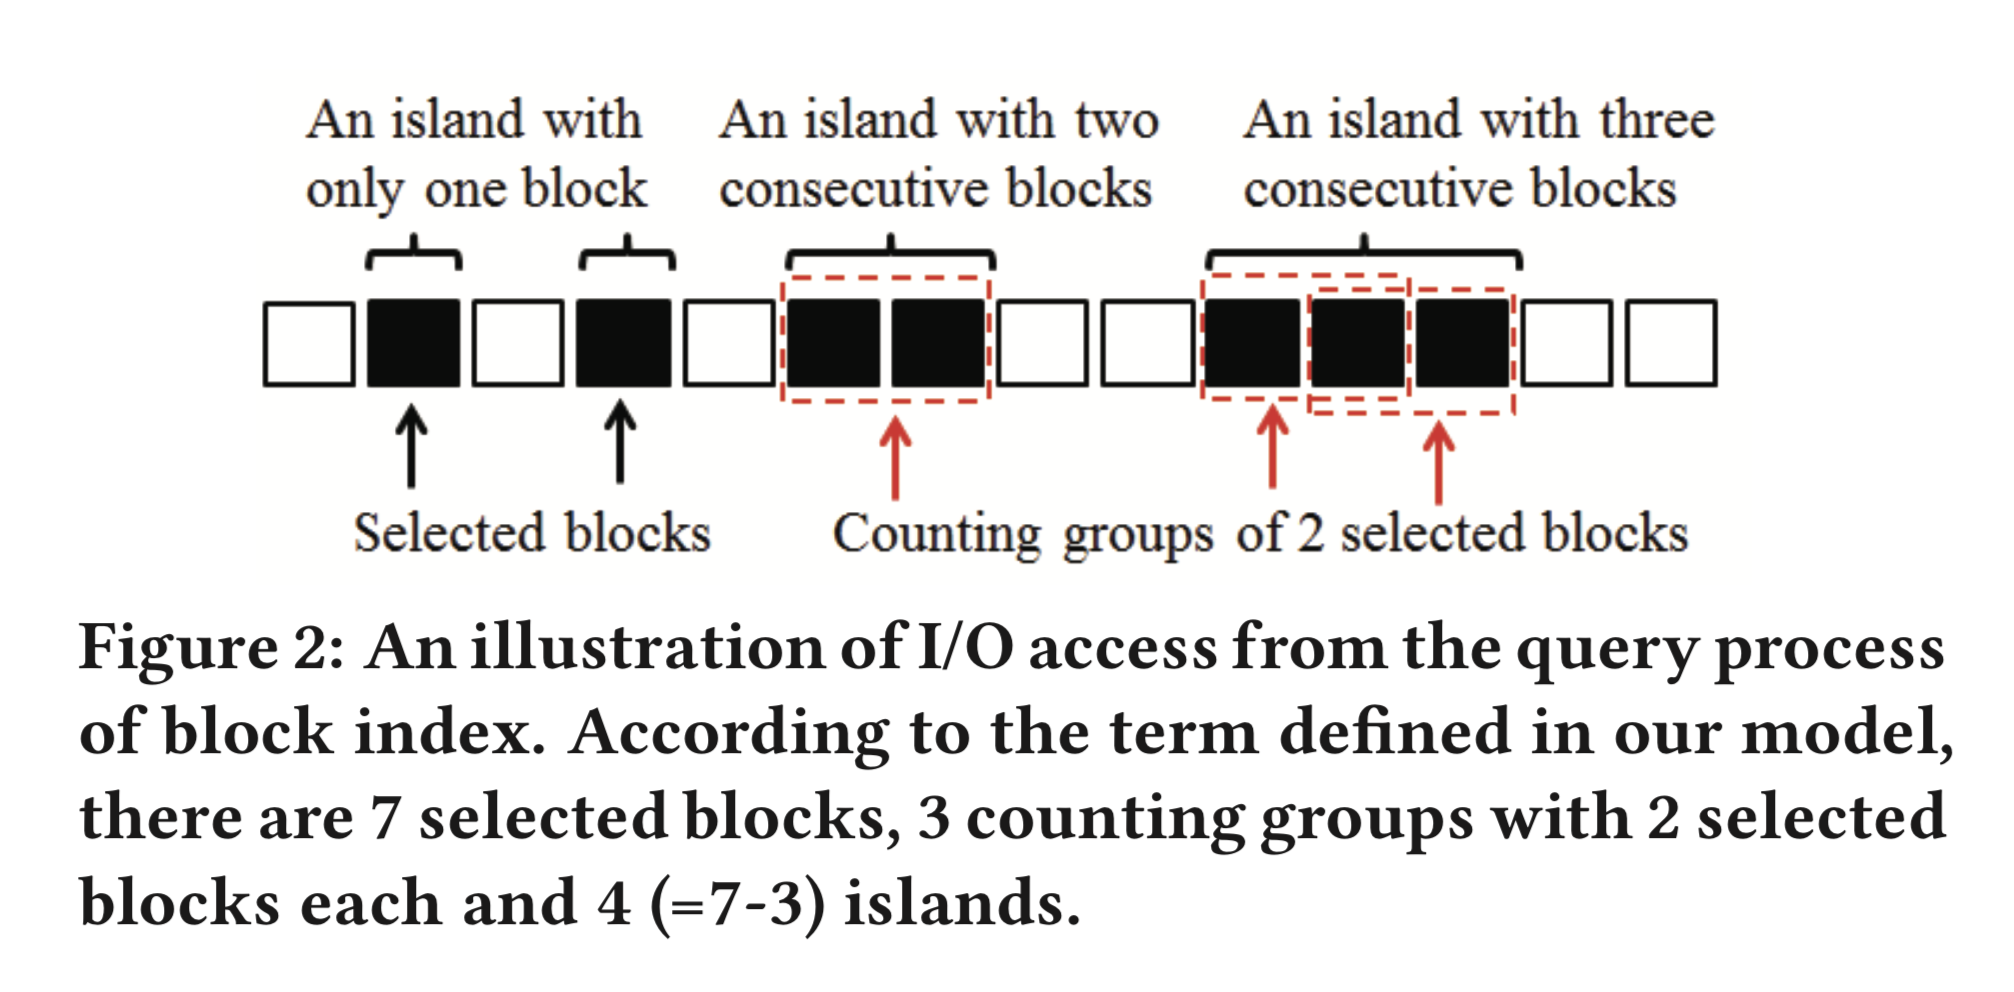 An island with
only one block
An island with two
consecutive blocks
An island with three
consecutive blocks
Selected blocks
Counting groups of 2 selected blocks
Figure 2: An illustration of I/O access from the query process
of block index. According to the term defined in our model,
there are 7 selected blocks, 3 counting groups with 2 selected
blocks each and 4 (=7-3) islands.